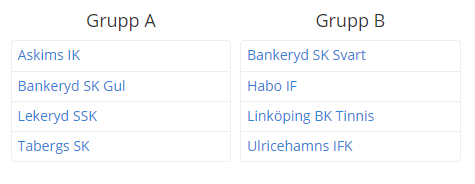 Grupp A
Askims IK
Bankeryd SK Gul
Lekeryd SSK
Tabergs SK
Grupp B
Bankeryd SK Svart
Habo IF
Linköping BK Tinnis
Ulricehamns IFK